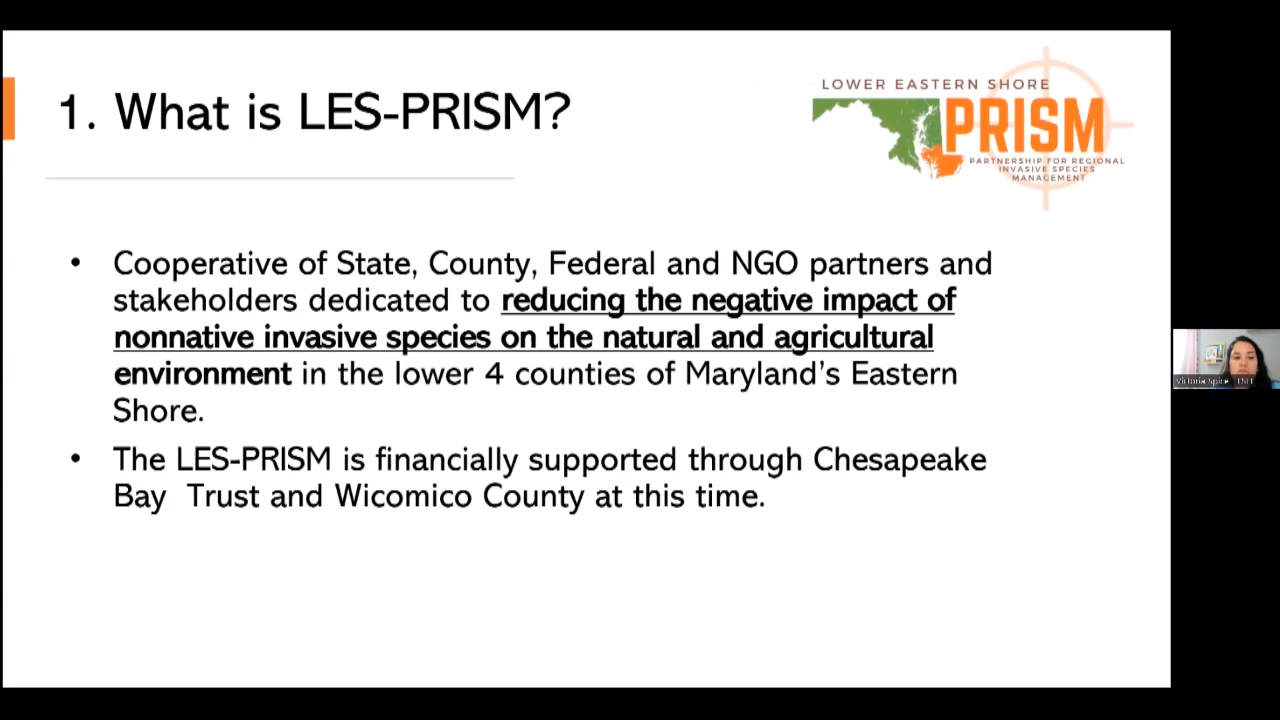 1. What is LES-PRISM?
LOWER EASTERN SHORE
PRISM
PARTNERSHIP FOR REGIONAL
INVASIVE SPECIES
MANAGEMENT
• Cooperative of State, County, Federal and NGO partners and
stakeholders dedicated to reducing the negative impact of
nonnative invasive species on the natural and agricultural
environment in the lower 4 counties of Maryland's Eastern
Shore.
• The LES-PRISM is financially supported through Chesapeake
Bay Trust and Wicomico County at this time.
Victoria Spice